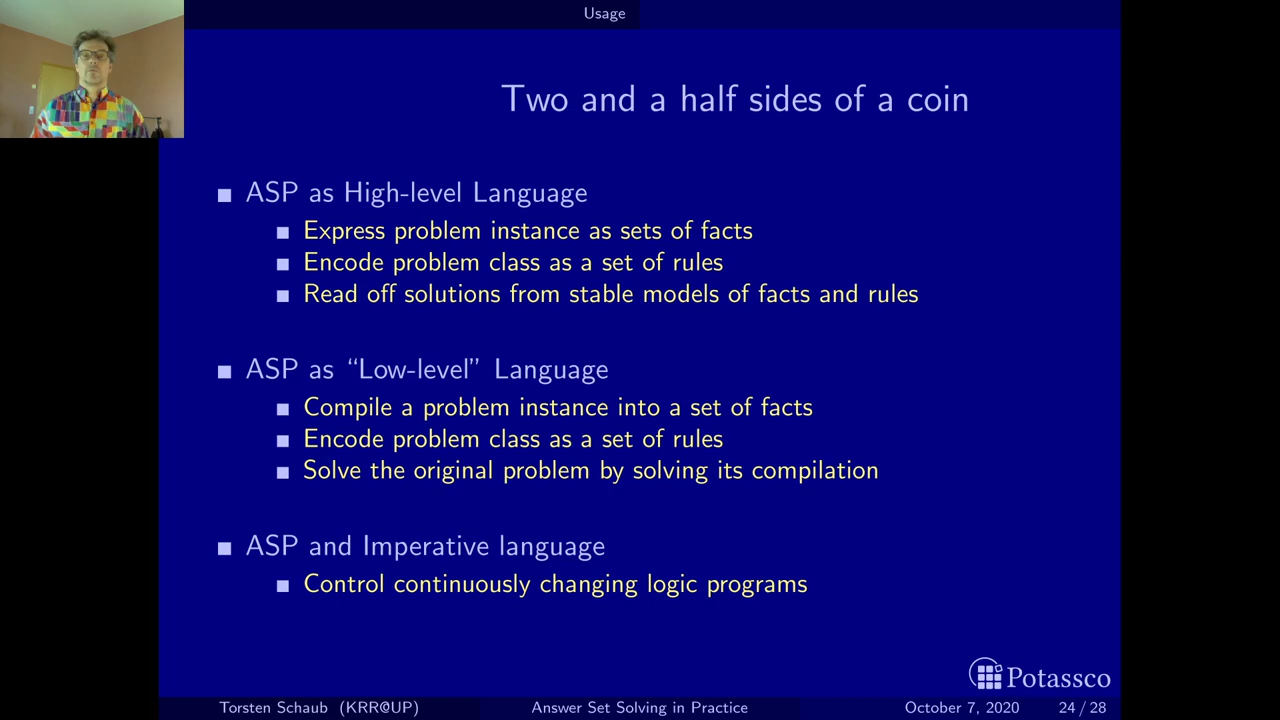 Usage
Two and a half sides of a coin
ASP as High-level Language
Express problem instance as sets of facts
Encode problem class as a set of rules
Read off solutions from stable models of facts and rules
ASP as “Low-level” Language
Compile a problem instance into a set of facts
Encode problem class as a set of rules
Solve the original problem by solving its compilation
ASP and Imperative language
Control continuously changing logic programs
Potassco
Torsten Schaub (KRR@UP) Answer Set Solving in Practice October 7, 2020 24 / 28